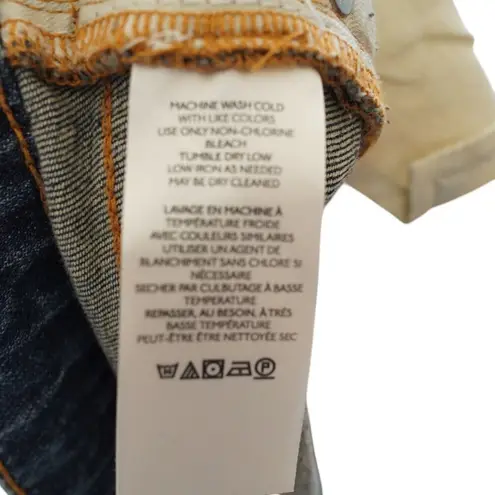 MACHINE WASH COLD
WITH LIKE COLORS
USE ONLY NON-CHLORINE
BLEACH
TUMBLE DRY LOW
LOW IRON AS NEEDED
MAY BE DRY CLEANED
LAVAGE EN MACHINE À
TEMPÉRATURE FROIDE
AVEC COULEURS SIMILAIRES
UTILISER UN AGENT DE
BLANCHIMENT SANS CHLORE SI
NÉCESSAIRE
SECHER PAR CULBUTAGE À BASSE
TEMPERATURE
REPASSER, AU BESOIN, À TRÈS
BASSE TEMPÉRATURE
PEUT-ÊTRE ÊTRE NETTOYÉE SEC
P